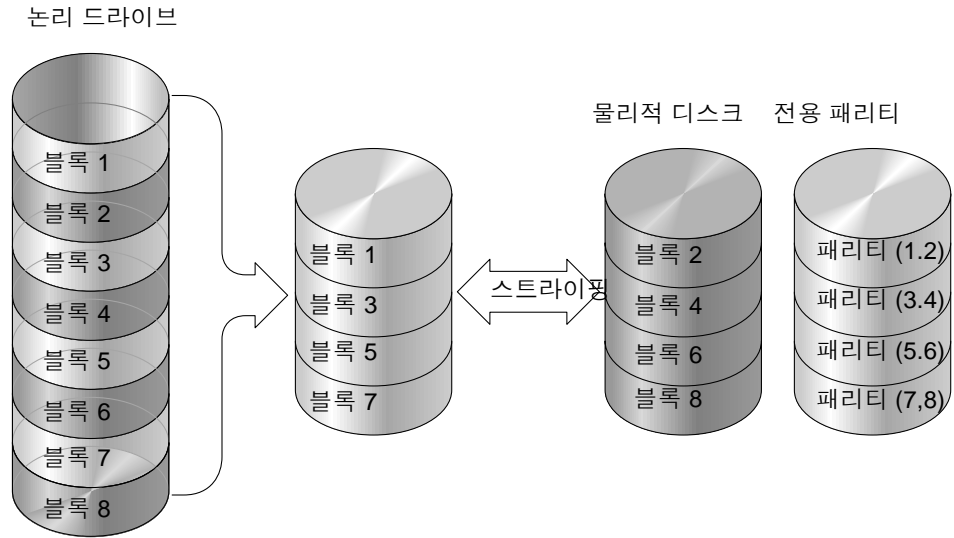 논리 드라이브
블록 1
블록 2
블록 3
블록 4
블록 5
블록 6
블록 7
블록 8
블록 1
블록 3
블록 5
블록 7
스트라이핑
물리적 디스크
블록 2
블록 4
블록 6
블록 8
전용 패리티
패리티 (1.2)
패리티 (3.4)
패리티 (5.6)
패리티 (7,8)